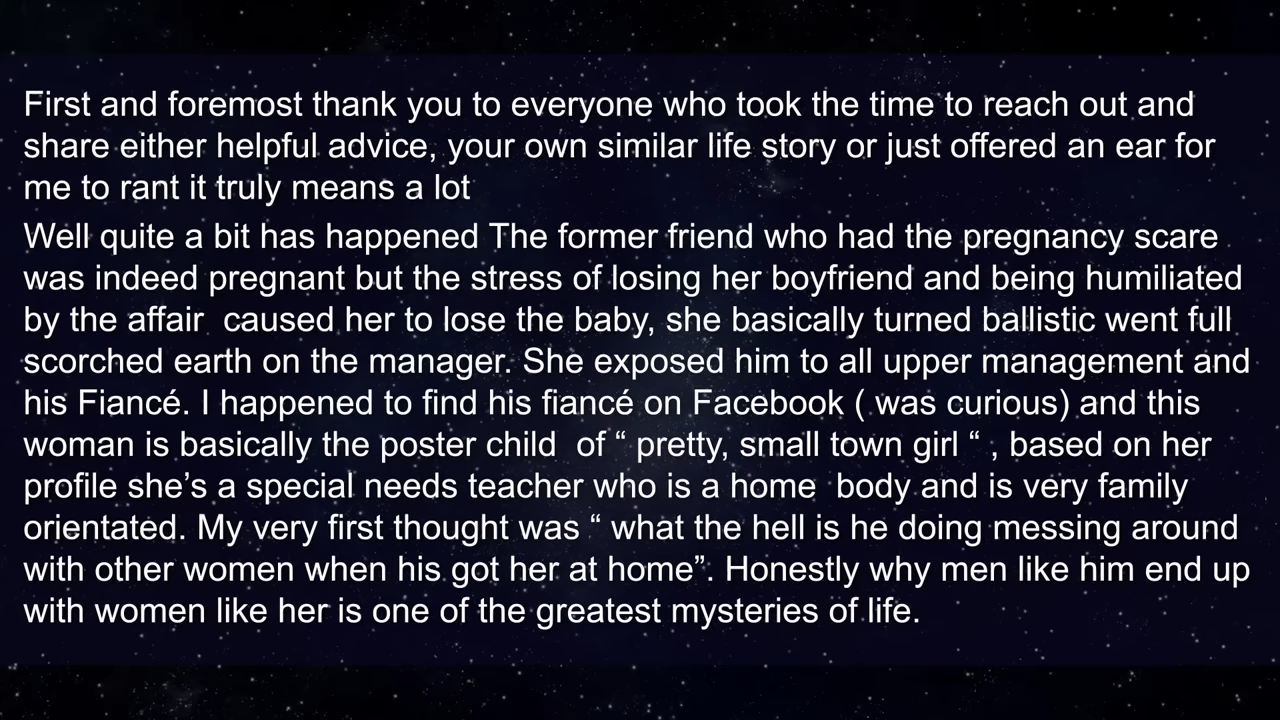 First and foremost thank you to everyone who took the time to reach out and
share either helpful advice, your own similar life story or just offered an ear for
me to rant it truly means a lot
Well quite a bit has happened The former friend who had the pregnancy scare
was indeed pregnant but the stress of losing her boyfriend and being humiliated
by the affair  caused her to lose the baby, she basically turned ballistic went full
scorched earth on the manager. She exposed him to all upper management and
his Fiancé. I happened to find his fiancé on Facebook ( was curious) and this
woman is basically the poster child  of “ pretty, small town girl “ , based on her
profile she’s a special needs teacher who is a home  body and is very family
orientated. My very first thought was “ what the hell is he doing messing around
with other women when his got her at home”. Honestly why men like him end up
with women like her is one of the greatest mysteries of life.